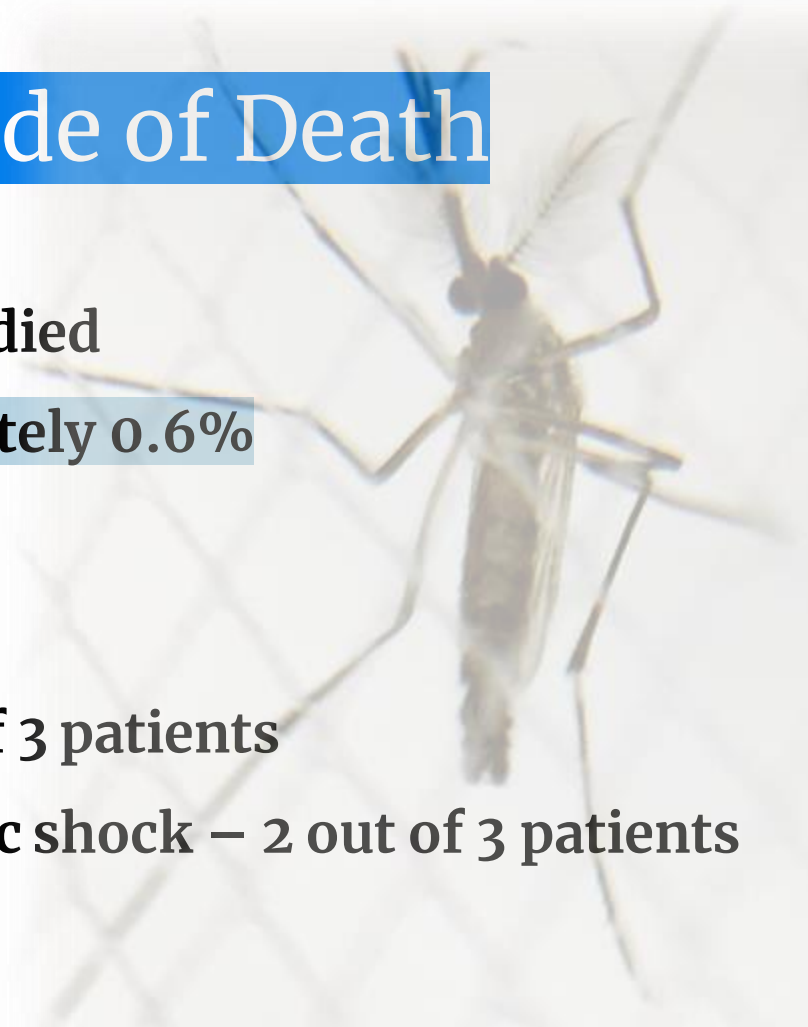 de of Death
died
tely 0.6%
f 3 patients
c shock – 2 out of 3 patients